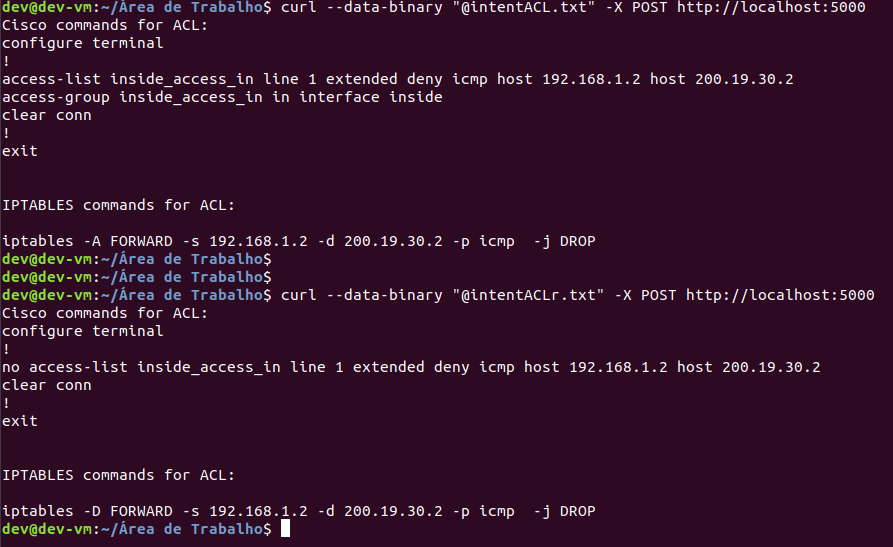 dev@dev-vm:~/Área de Trabalho$ curl --data-binary "@intentACL.txt" -X POST http://localhost:5000
Cisco commands for ACL:
configure terminal
!
access-list inside_access_in line 1 extended deny icmp host 192.168.1.2 host 200.19.30.2
access-group inside_access_in in interface inside
clear conn
!
exit

IPTABLES commands for ACL:

iptables -A FORWARD -s 192.168.1.2 -d 200.19.30.2 -p icmp  -j DROP
dev@dev-vm:~/Área de Trabalho$
dev@dev-vm:~/Área de Trabalho$
dev@dev-vm:~/Área de Trabalho$ curl --data-binary "@intentACLr.txt" -X POST http://localhost:5000
Cisco commands for ACL:
configure terminal
!
no access-list inside_access_in line 1 extended deny icmp host 192.168.1.2 host 200.19.30.2
clear conn
!
exit

IPTABLES commands for ACL:

iptables -D FORWARD -s 192.168.1.2 -d 200.19.30.2 -p icmp  -j DROP
dev@dev-vm:~/Área de Trabalho$